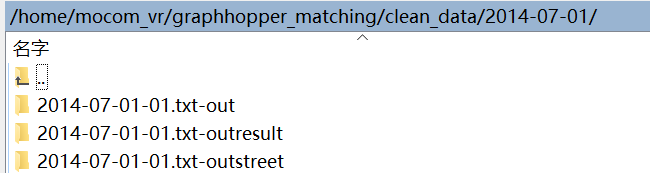 /home/mocom_vr/graphhopper_matching/clean_data/2014-07-01/
名字
..
2014-07-01-01.txt-out
2014-07-01-01.txt-outresult
2014-07-01-01.txt-outstreet